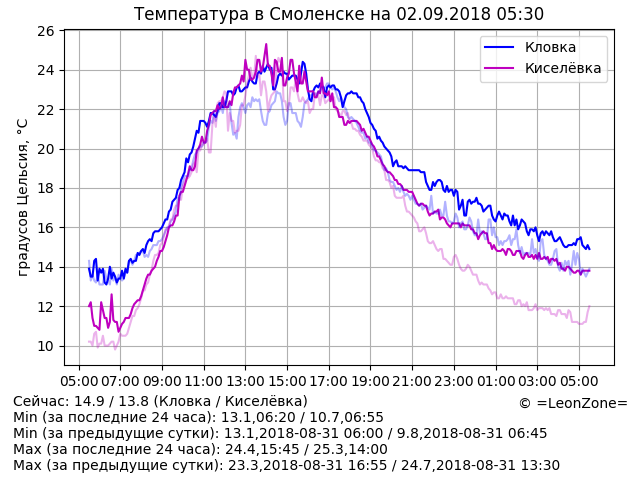 Температура в Смоленске на 02.09.2018 05:30
градусов Цельсия, °C
26
24
22
20
18
16
14
12
10
Кловка
Киселёвка
05:00 07:00 09:00 11:00 13:00 15:00 17:00 19:00 21:00 23:00 01:00 03:00 05:00
Сейчас: 14.9 / 13.8 (Кловка / Киселёвка)
© =LeonZone=
Min (за последние 24 часа): 13.1,06:20 / 10.7,06:55
Min (за предыдущие сутки): 13.1,2018-08-31 06:00 / 9.8,2018-08-31 06:45
Max (за последние 24 часа): 24.4,15:45 / 25.3,14:00
Max (за предыдущие сутки): 23.3,2018-08-31 16:55 / 24.7,2018-08-31 13:30